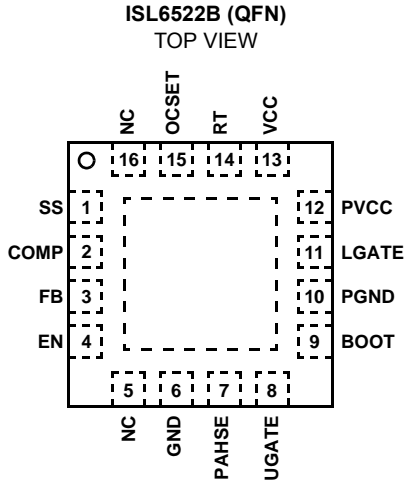 ISL6522B (QFN)
TOP VIEW
NC
OCSET
RT
VCC
16
15
14
13
SS 1
COMP 2
FB 3
EN 4
12 PVCC
11 LGATE
10 PGND
9 BOOT
5
6
7
8
NC
GND
PAHSE
UGATE